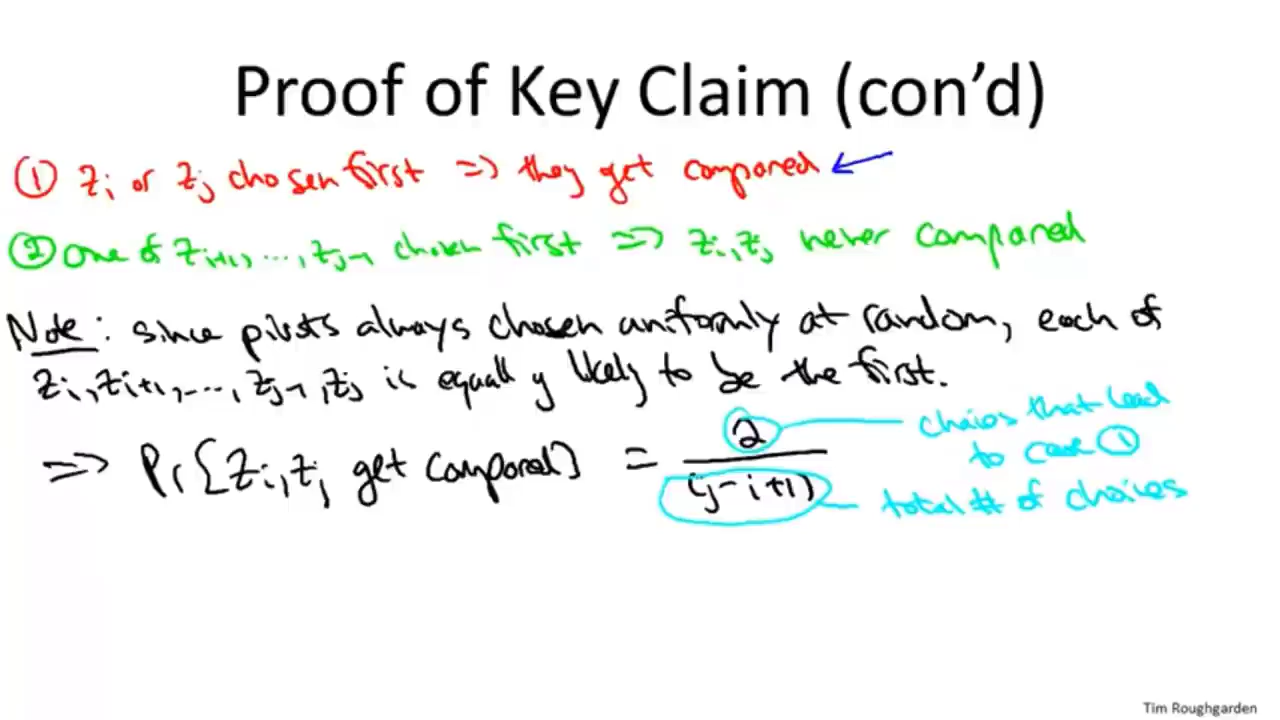 Proof of Key Claim (con’d)
① zi or zj chosen first => they get compared
② one of zi+1, ..., zj-1 chosen first => zi, zj never compared
Note: since pivots always chosen uniformly at random, each of
zi, zi+1, ..., zj-1, zj is equally likely to be the first.
=> Pr{zi, zj get compared} = 2/(j-i+1)
choices that lead
to case ①
total # of choices
Tim Roughgarden